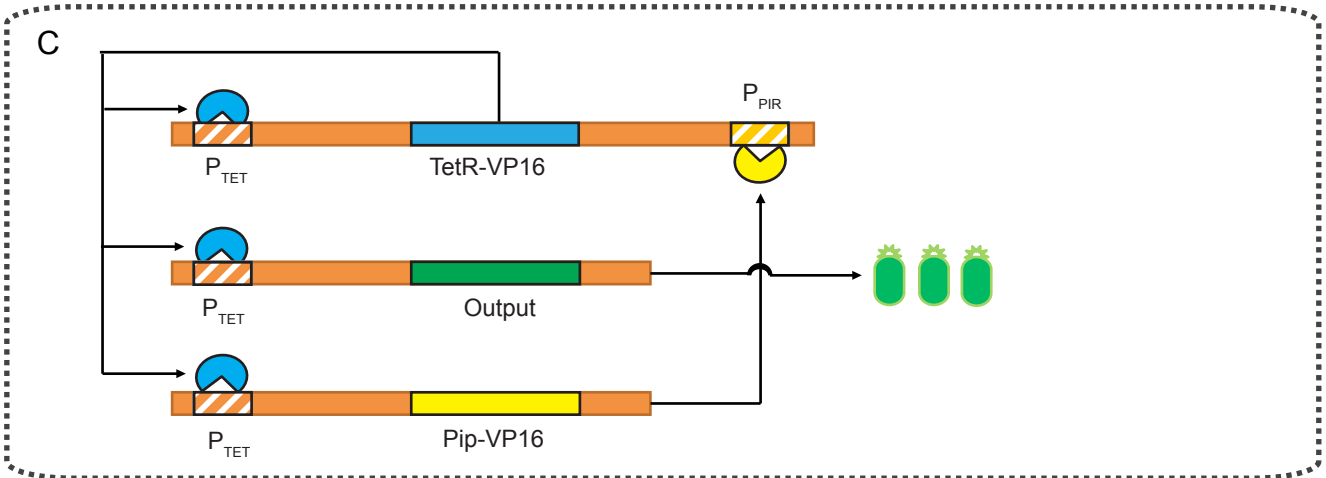 C
P_PIR
P_TET
TetR-VP16
P_TET
Output
P_TET
Pip-VP16